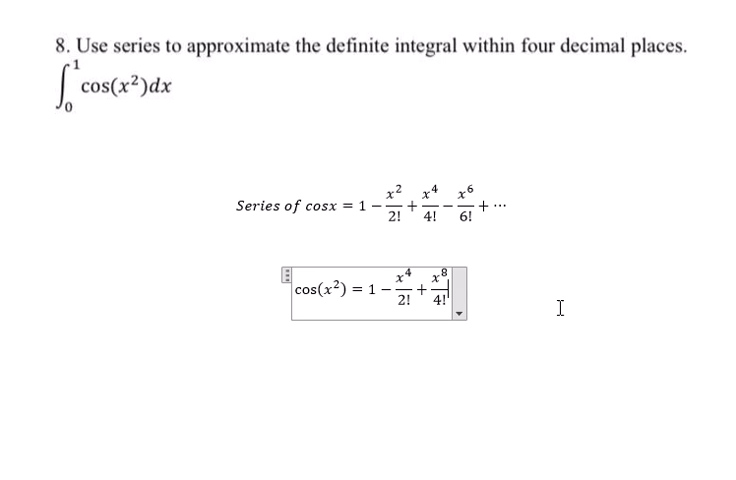 8. Use series to approximate the definite integral within four decimal places.
∫₀¹ cos(x²)dx
Series of cosx = 1 − x²/2! + x⁴/4! − x⁶/6! + ⋯
cos(x²) = 1 − x⁴/2! + x⁸/4!